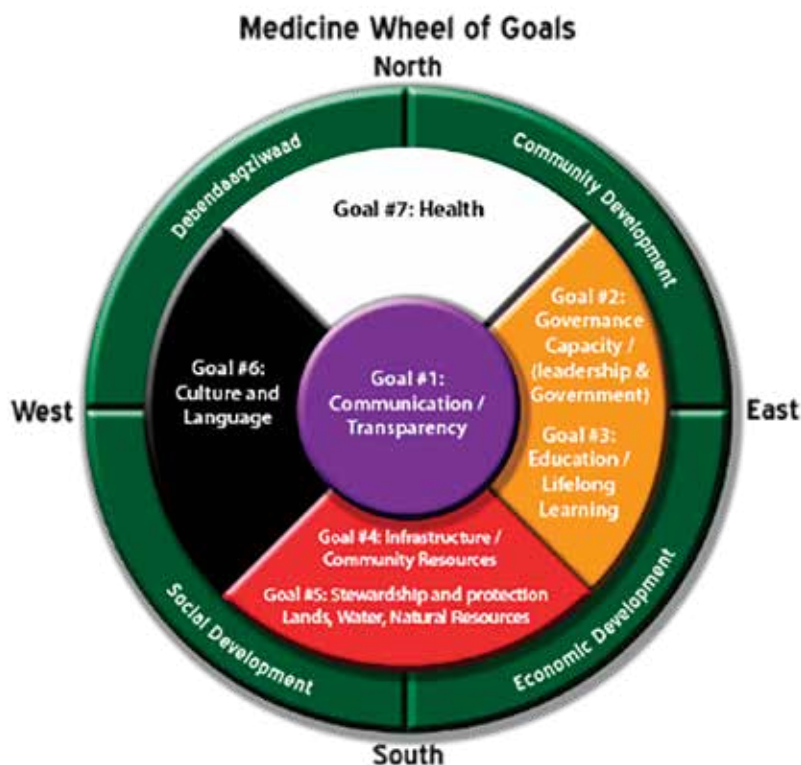 Medicine Wheel of Goals
North
Debendaagziwaad
Community Development
Goal #7: Health
Goal #2:
Governance
Capacity /
(leadership &
Government)
Goal #6:
Culture and
Language
Goal #1:
Communication /
Transparency
West
East
Goal #3:
Education /
Lifelong
Learning
Goal #4: Infrastructure /
Community Resources
Goal #5: Stewardship and protection
Lands, Water, Natural Resources
Social Development
Economic Development
South